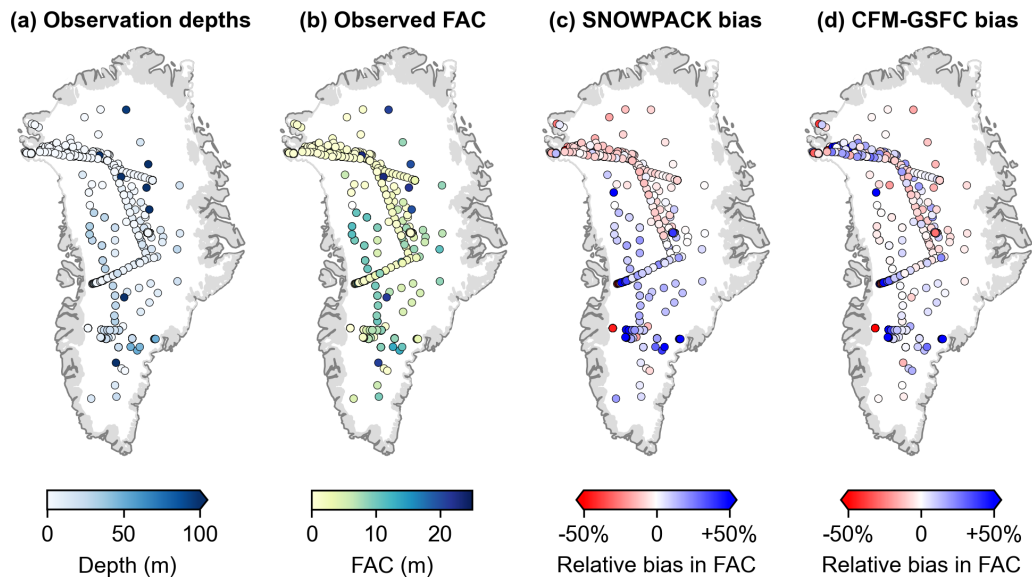 (a) Observation depths (b) Observed FAC (c) SNOWPACK bias (d) CFM-GSFC bias
0 50 100 0 10 20 -50% 0 +50% -50% 0 +50%
Depth (m) FAC (m) Relative bias in FAC Relative bias in FAC